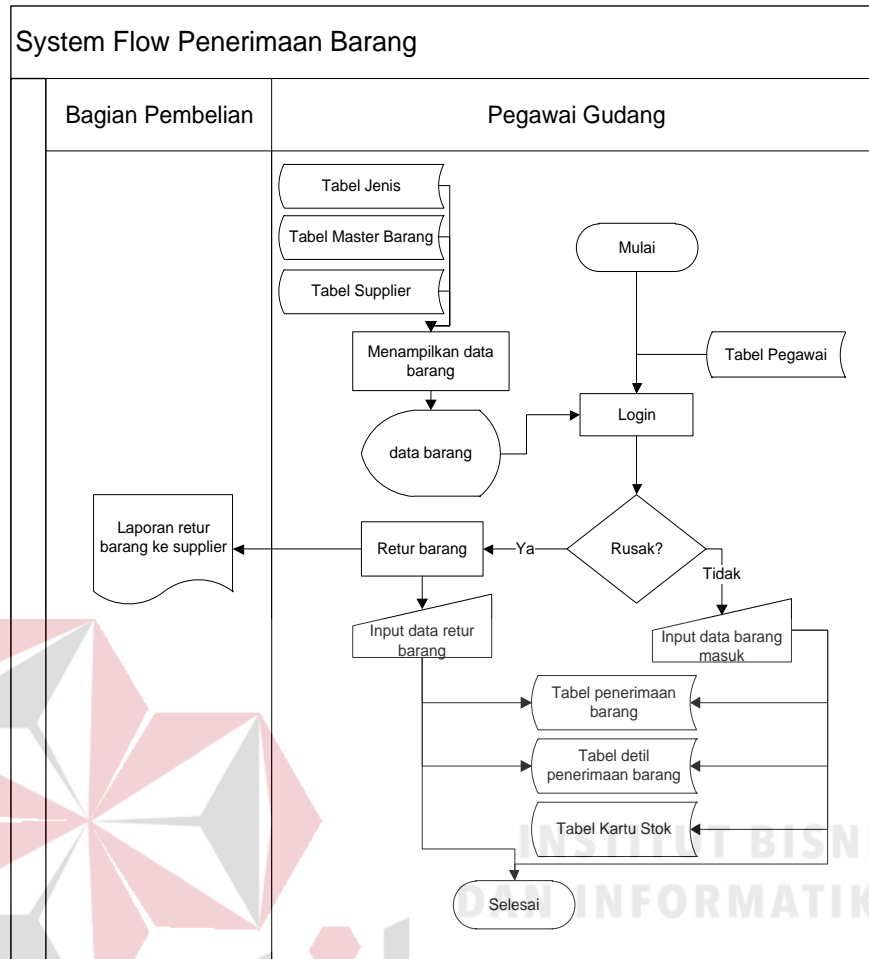 System Flow Penerimaan Barang
Bagian Pembelian
Pegawai Gudang
Tabel Jenis
Tabel Master Barang
Mulai
Tabel Supplier
Menampilkan data
barang
Tabel Pegawai
Login
data barang
Laporan retur
barang ke supplier
Retur barang
Ya
Rusak?
Tidak
Input data retur
barang
Input data barang
masuk
Tabel penerimaan
barang
Tabel detil
penerimaan barang
Tabel Kartu Stok
INSTITUT BISNI
Selesai
DAN INFORMATIK